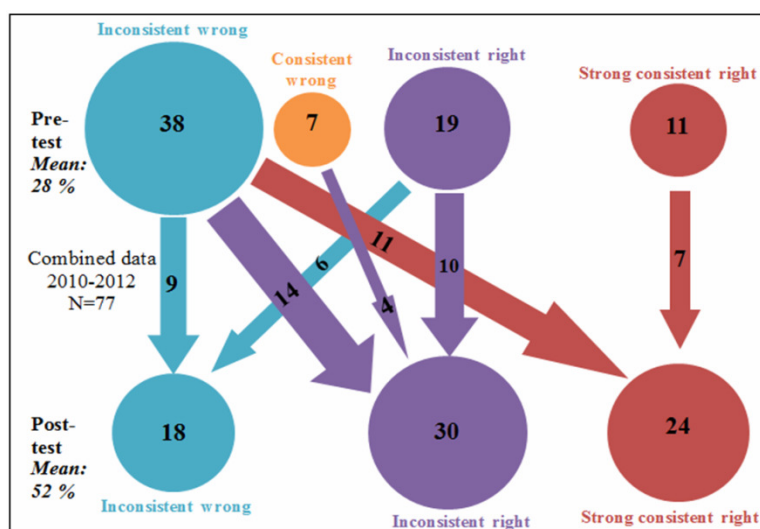 Inconsistent wrong
Consistent
wrong
Inconsistent right
Strong consistent right
Pre-
test
Mean:
28 %
38
7
19
11
Combined data
2010-2012
N=77
9
14
6
4
11
10
7
Post-
test
Mean:
52 %
18
30
24
Inconsistent wrong
Inconsistent right
Strong consistent right